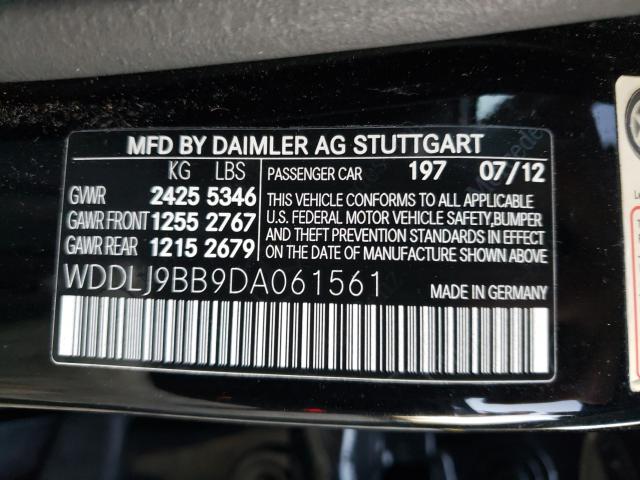 MFD BY DAIMLER AG STUTTGART
KG LBS
PASSENGER CAR 197 07/12
GVWR 2425 5346
GAWR FRONT 1255 2767
GAWR REAR 1215 2679
THIS VEHICLE CONFORMS TO ALL APPLICABLE
U.S. FEDERAL MOTOR VEHICLE SAFETY,BUMPER
AND THEFT PREVENTION STANDARDS IN EFFECT
ON THE DATE OF MANUFACTURE SHOWN ABOVE
WDDLJ9BB9DA061561
MADE IN GERMANY